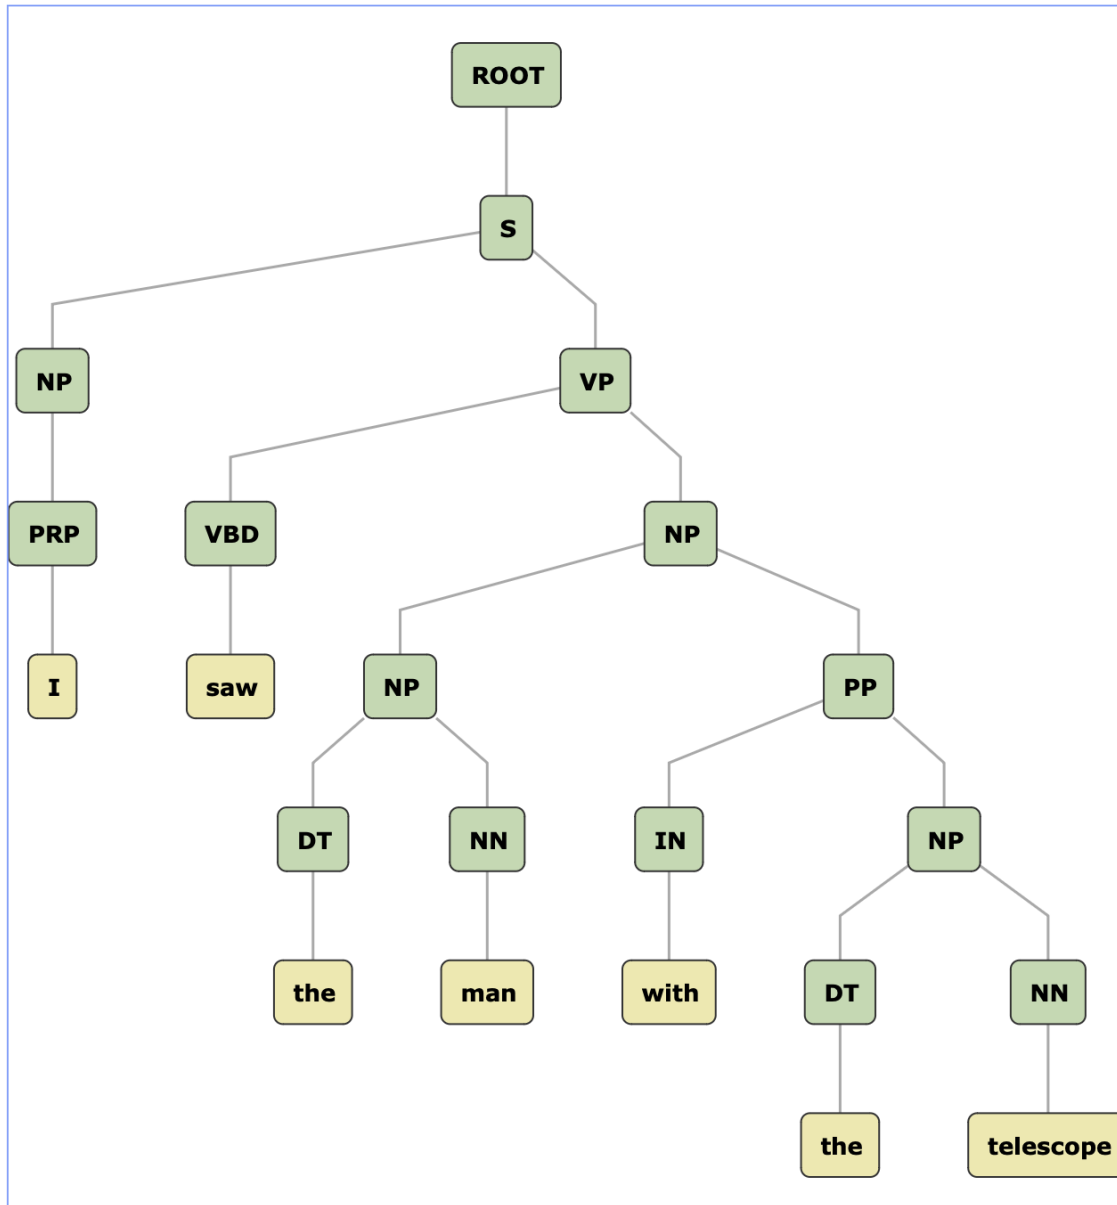 ROOT
S
NP VP
PRP VBD NP
I saw NP PP
DT NN IN NP
the man with DT NN
the telescope